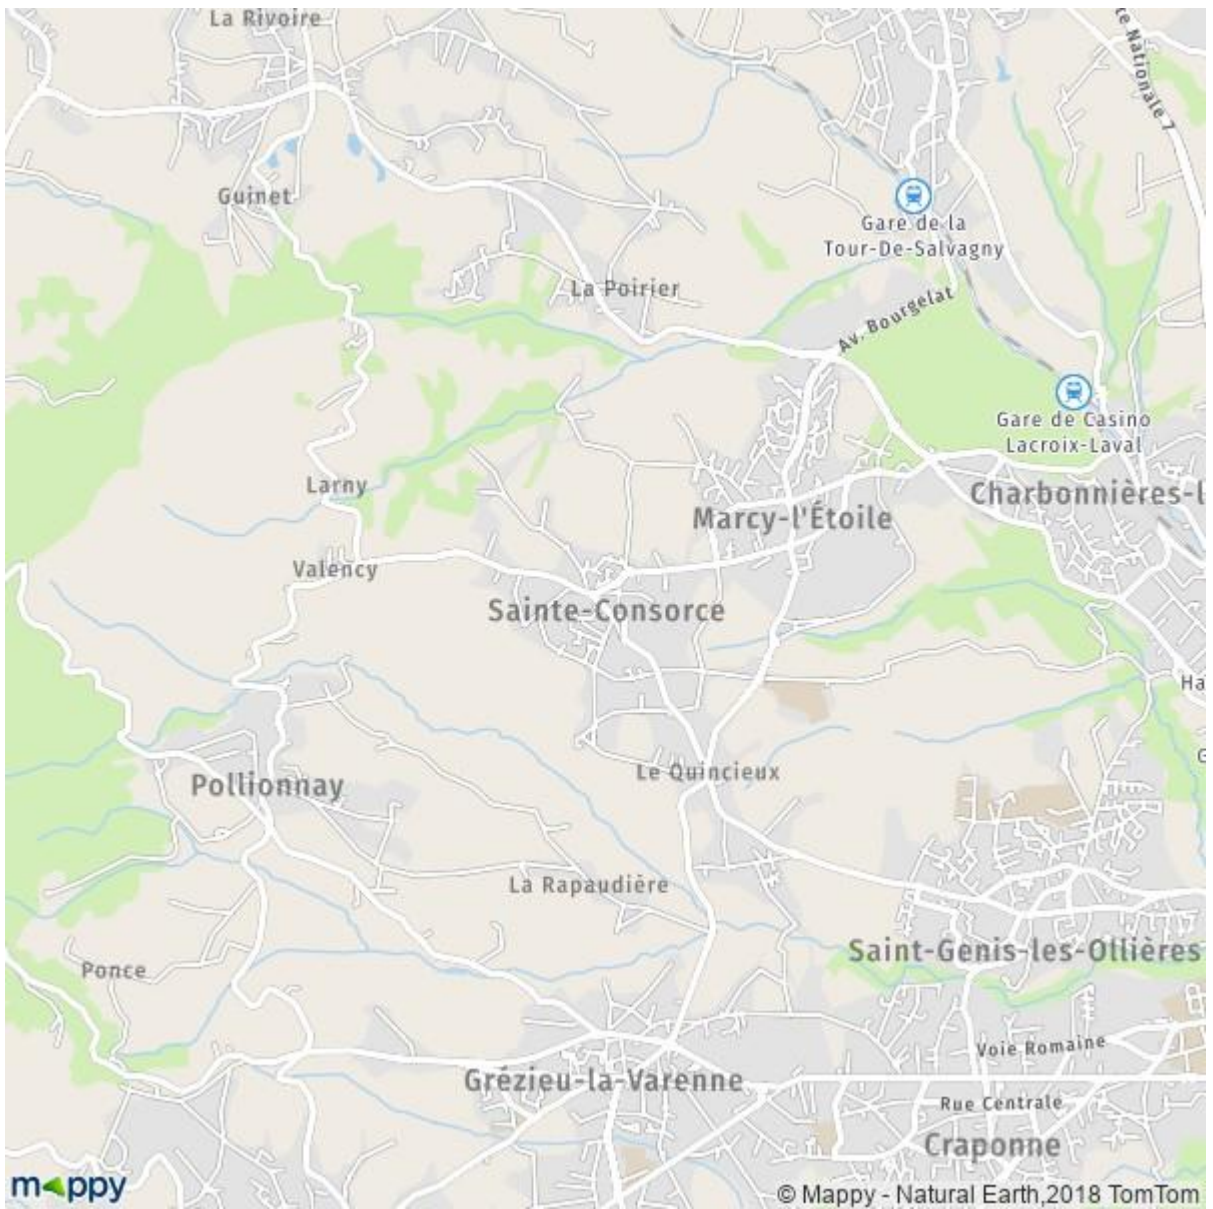 La Rivoire
te Nationale 7
Guinet
Gare de la
Tour-De-Salvagny
La Poirier
Av. Bourgelat
Gare de Casino
Lacroix-Laval
Larny
Charbonnières-l
Marcy-l'Étoile
Valency
Sainte-Consorce
Ha
G
Le Quincieux
Pollionnay
La Rapaudière
Saint-Genis-les-Ollières
Ponce
Voie Romaine
Grézieu-la-Varenne
Rue Centrale
Craponne
mappy
© Mappy - Natural Earth,2018 TomTom